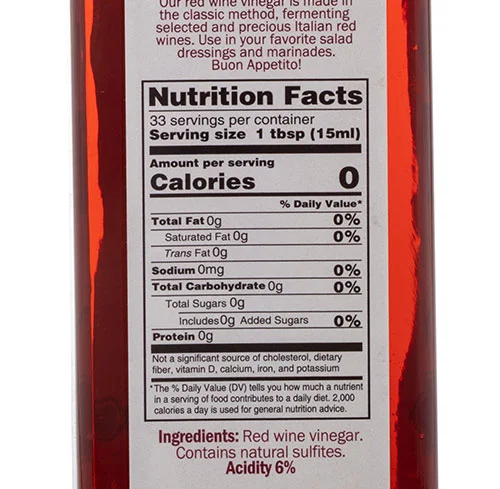 Our red wine vinegar is made in
the classic method, fermenting
selected and precious Italian red
wines. Use in your favorite salad
dressings and marinades.
Buon Appetito!
Nutrition Facts
33 servings per container
Serving size 1 tbsp (15ml)
Amount per serving
Calories 0
% Daily Value*
Total Fat 0g 0%
Saturated Fat 0g 0%
Trans Fat 0g
Sodium 0mg 0%
Total Carbohydrate 0g 0%
Total Sugars 0g
Includes 0g Added Sugars 0%
Protein 0g
Not a significant source of cholesterol, dietary
fiber, vitamin D, calcium, iron, and potassium
*The % Daily Value (DV) tells you how much a nutrient
in a serving of food contributes to a daily diet. 2,000
calories a day is used for general nutrition advice.
Ingredients: Red wine vinegar.
Contains natural sulfites.
Acidity 6%